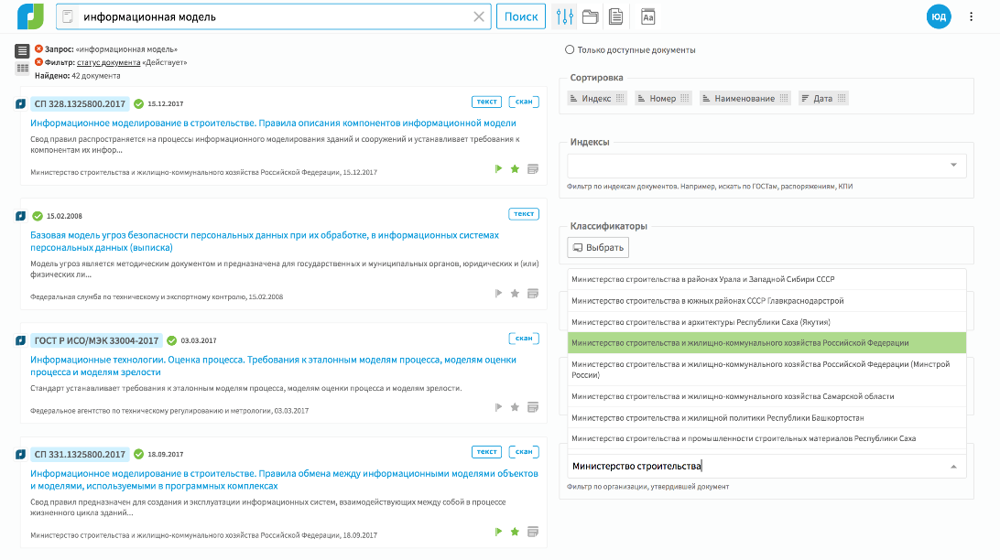 информационная модель
Поиск
Aa
ЮД
Запрос: «информационная модель»
Фильтр: статус документа «Действует»
Найдено: 42 документа
СП 328.1325800.2017 15.12.2017 текст скан
Информационное моделирование в строительстве. Правила описания компонентов информационной модели
Свод правил распространяется на процессы информационного моделирования зданий и сооружений и устанавливает требования к
компонентам их инфор...
Министерство строительства и жилищно-коммунального хозяйства Российской Федерации, 15.12.2017
15.02.2008 текст
Базовая модель угроз безопасности персональных данных при их обработке, в информационных системах
персональных данных (выписка)
Модель угроз является методическим документом и предназначена для государственных и муниципальных органов, юридических и (или)
физических ли...
Федеральная служба по техническому и экспортному контролю, 15.02.2008
ГОСТ Р ИСО/МЭК 33004-2017 03.03.2017 скан
Информационные технологии. Оценка процесса. Требования к эталонным моделям процесса, моделям оценки
процесса и моделям зрелости
Стандарт устанавливает требования к эталонным моделям процесса, моделям оценки процесса и моделям зрелости.
Федеральное агентство по техническому регулированию и метрологии, 03.03.2017
СП 331.1325800.2017 18.09.2017 текст скан
Информационное моделирование в строительстве. Правила обмена между информационными моделями объектов
и моделями, используемыми в программных комплексах
Свод правил предназначен для создания и эксплуатации информационных систем, взаимодействующих между собой в процессе
жизненного цикла зданий...
Министерство строительства и жилищно-коммунального хозяйства Российской Федерации, 18.09.2017
Только доступные документы
Сортировка
Индекс Номер Наименование Дата
Индексы
Фильтр по индексам документов. Например, искать по ГОСТам, распоряжениям, КПИ
Классификаторы
Выбрать
Министерство строительства в районах Урала и Западной Сибири СССР
Министерство строительства в южных районах СССР Главкраснодарстрой
Министерство строительства и архитектуры Республики Саха (Якутия)
Министерство строительства и жилищно-коммунального хозяйства Российской Федерации
Министерство строительства и жилищно-коммунального хозяйства Российской Федерации (Минстрой
России)
Министерство строительства и жилищно-коммунального хозяйства Самарской области
Министерство строительства и жилищной политики Республики Башкортостан
Министерство строительства и промышленности строительных материалов Республики Саха
Министерство строительства
Фильтр по организации, утвердившей документ